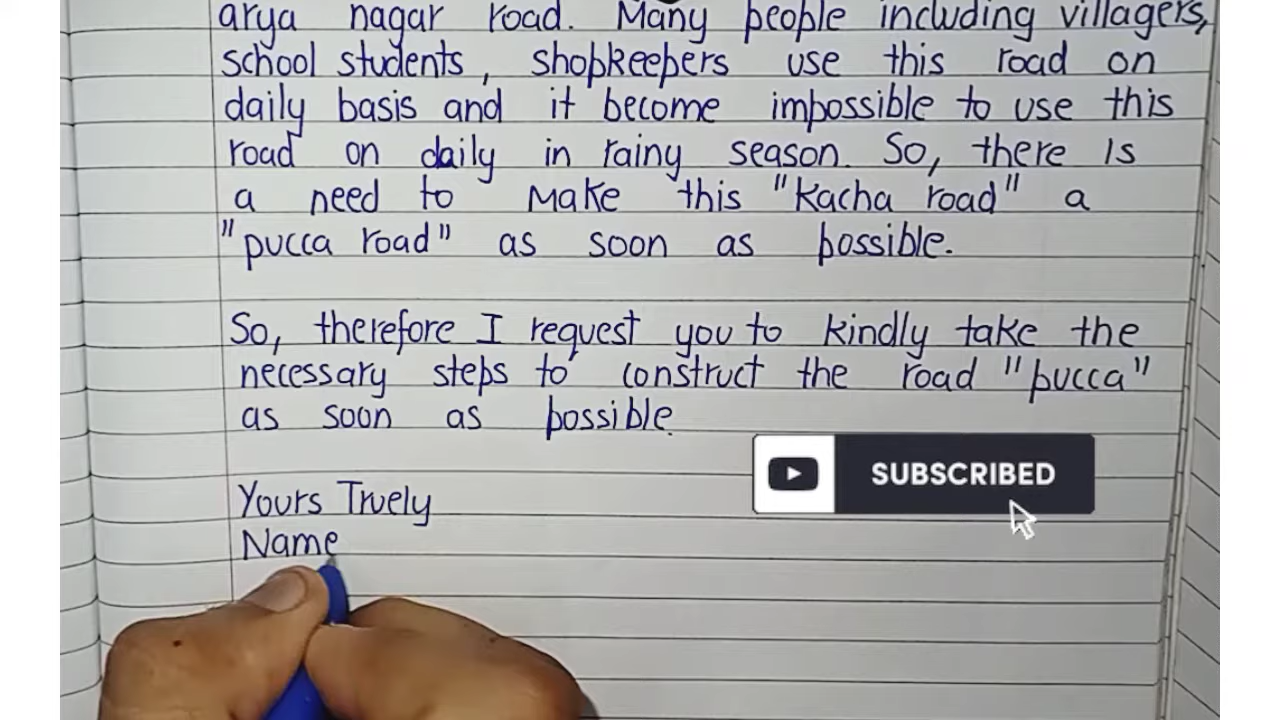 arya nagar road. Many people including villagers,
school students, shopkeepers use this road on
daily basis and it become impossible to use this
road on daily in rainy season. So, there is
a need to make this "kacha road" a
"pucca road" as soon as possible.
So, therefore I request you to kindly take the
necessary steps to construct the road "pucca"
as soon as possible.
SUBSCRIBED
Yours Truely
Name